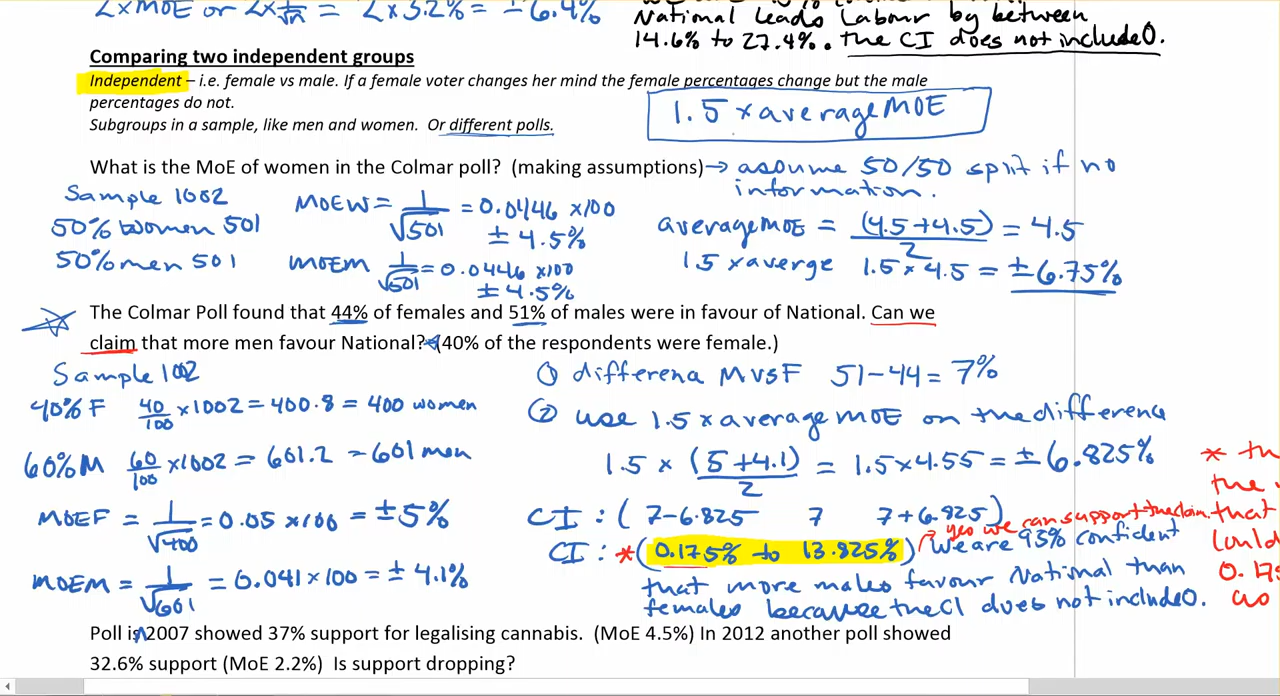 2×MOE or 2×1/√n = 2×3.2% = ±6.4%
National leads Labour by between
14.6% to 27.4%. the CI does not include 0.
Comparing two independent groups
Independent – i.e. female vs male. If a female voter changes her mind the female percentages change but the male
percentages do not.
Subgroups in a sample, like men and women. Or different polls.
1.5 × average MOE
What is the MoE of women in the Colmar poll? (making assumptions) → assume 50/50 split if no
information.
Sample 1002
50% Women 501
50% men 501
MOEW = 1/√501 = 0.0446 ×100
± 4.5%
MOEM 1/√501 = 0.0446 ×100
± 4.5%
average MOE = (4.5+4.5)/2 = 4.5
1.5 × averge 1.5 × 4.5 = ±6.75%
The Colmar Poll found that 44% of females and 51% of males were in favour of National. Can we
claim that more men favour National? (40% of the respondents were female.)
Sample 1002
40% F 40/100 ×1002 = 400.8 = 400 women
60% M 60/100 ×1002 = 601.2 = 601 men
MOEF = 1/√400 = 0.05 ×100 = ±5%
MOEM = 1/√601 = 0.041 ×100 = ± 4.1%
① differena M vs F 51-44 = 7%
② use 1.5 × average MOE on the difference
1.5 × (5+4.1)/2 = 1.5×4.55 = ±6.825%
CI : (7-6.825 7 7+6.825)
yes we can support the claim.
CI : * (0.175% to 13.825%) We are 95% confident
that more males favour National than
females because the CI does not include 0.
*
the
that
0.175
Poll is 2007 showed 37% support for legalising cannabis. (MoE 4.5%) In 2012 another poll showed
32.6% support (MoE 2.2%) Is support dropping?